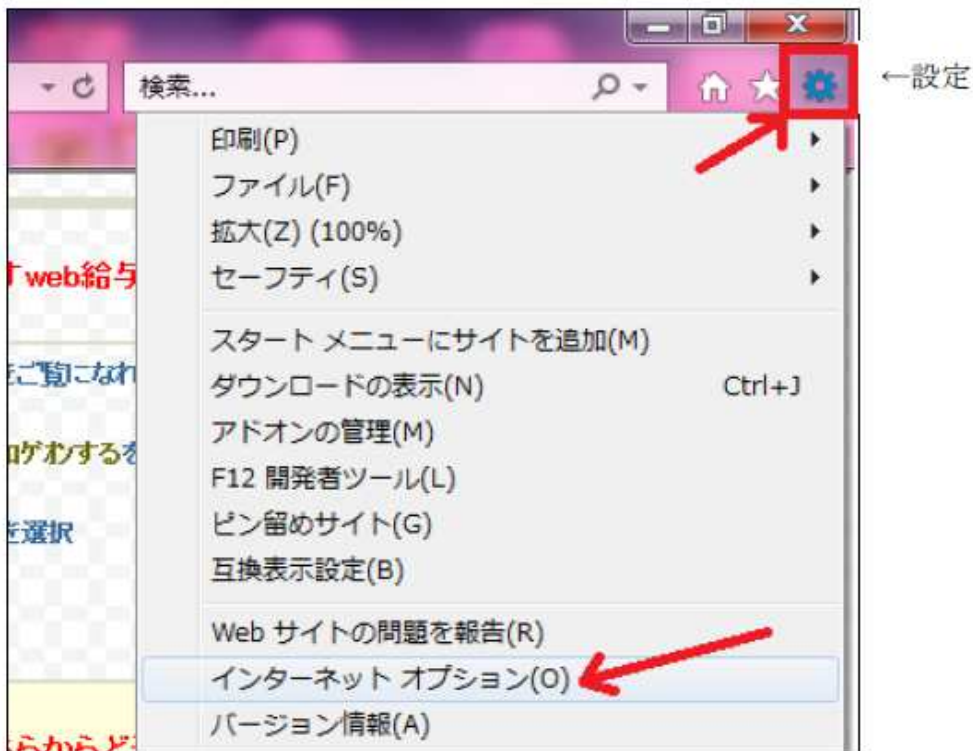 検索...
←設定
印刷(P)
ファイル(F)
拡大(Z) (100%)
セーフティ(S)
すweb給与
スタート メニューにサイトを追加(M)
をご覧になれ
ダウンロードの表示(N) Ctrl+J
アドオンの管理(M)
ログオンするを
F12 開発者ツール(L)
ピン留めサイト(G)
を選択
互換表示設定(B)
Web サイトの問題を報告(R)
インターネット オプション(O)
バージョン情報(A)
ちらからど